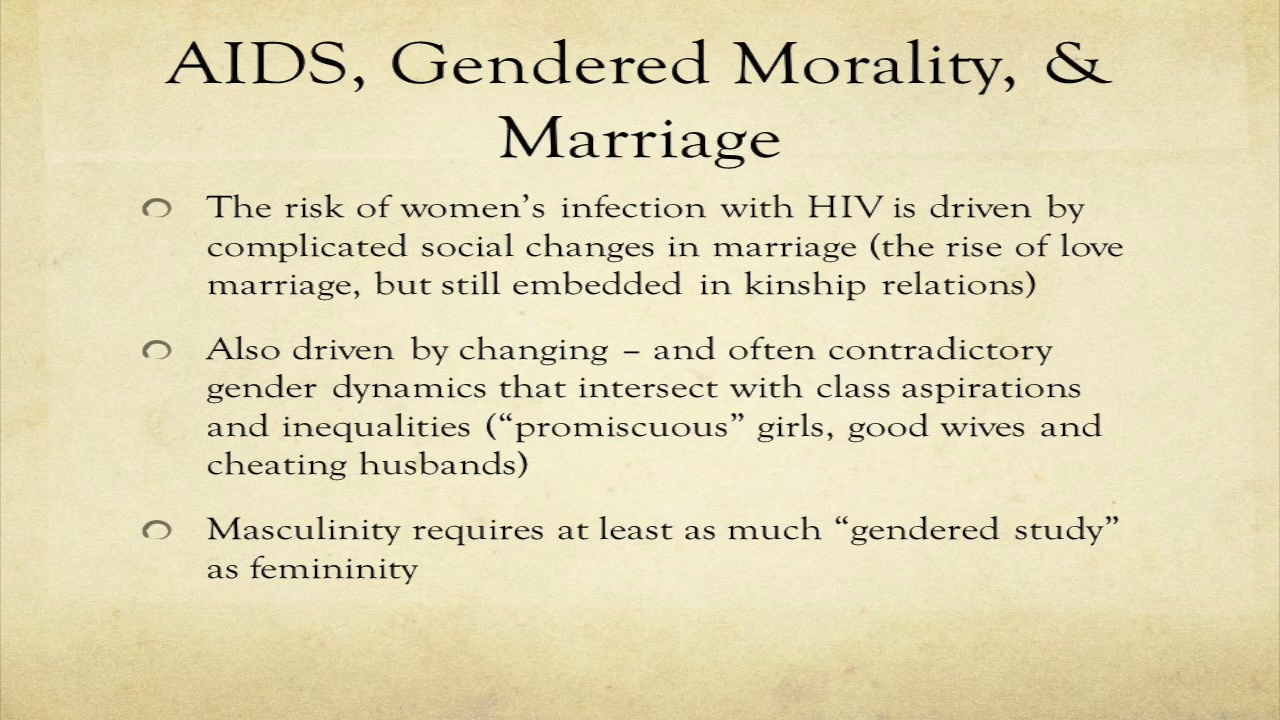 AIDS, Gendered Morality, &
Marriage
The risk of women’s infection with HIV is driven by
complicated social changes in marriage (the rise of love
marriage, but still embedded in kinship relations)
Also driven by changing – and often contradictory
gender dynamics that intersect with class aspirations
and inequalities (“promiscuous” girls, good wives and
cheating husbands)
Masculinity requires at least as much “gendered study”
as femininity